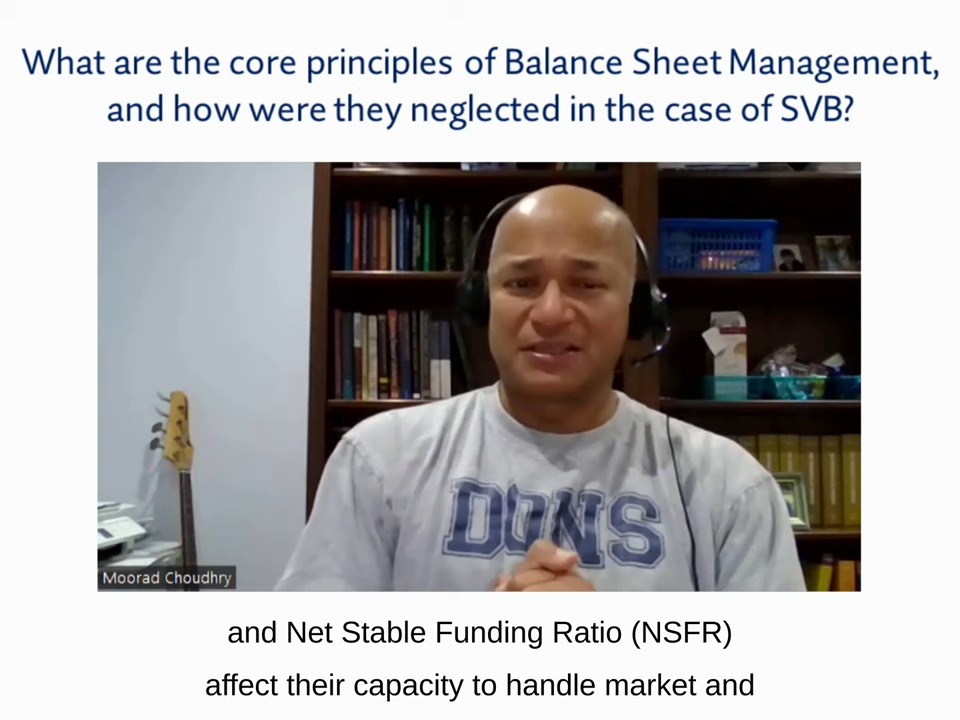 What are the core principles of Balance Sheet Management,
and how were they neglected in the case of SVB?
DONS
Moorad Choudhry
and Net Stable Funding Ratio (NSFR)
affect their capacity to handle market and